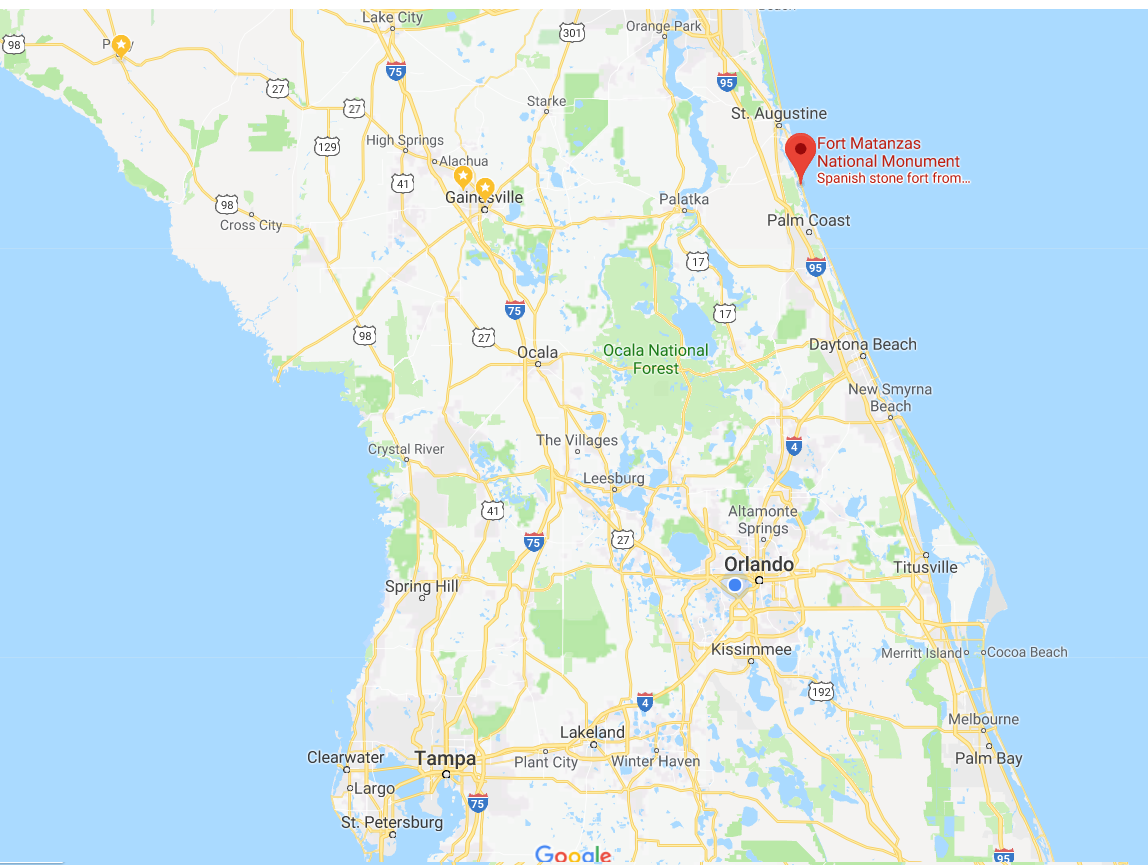 Beach
Lake City
Orange Park
301
98
75
95
27
27
Starke
St. Augustine
High Springs
129
Fort Matanzas
National Monument
Spanish stone fort from...
Alachua
41
Gainesville
98
Palatka
Cross City
Palm Coast
17
95
75
17
98
27
Ocala
Ocala National
Forest
Daytona Beach
New Smyrna
Beach
The Villages
4
Crystal River
Leesburg
41
Altamonte
Springs
75
27
Orlando
Titusville
Spring Hill
Kissimmee
Merritt Island
Cocoa Beach
192
4
Melbourne
Lakeland
Clearwater
Tampa
Plant City
Winter Haven
Palm Bay
Largo
75
St. Petersburg
Google
95